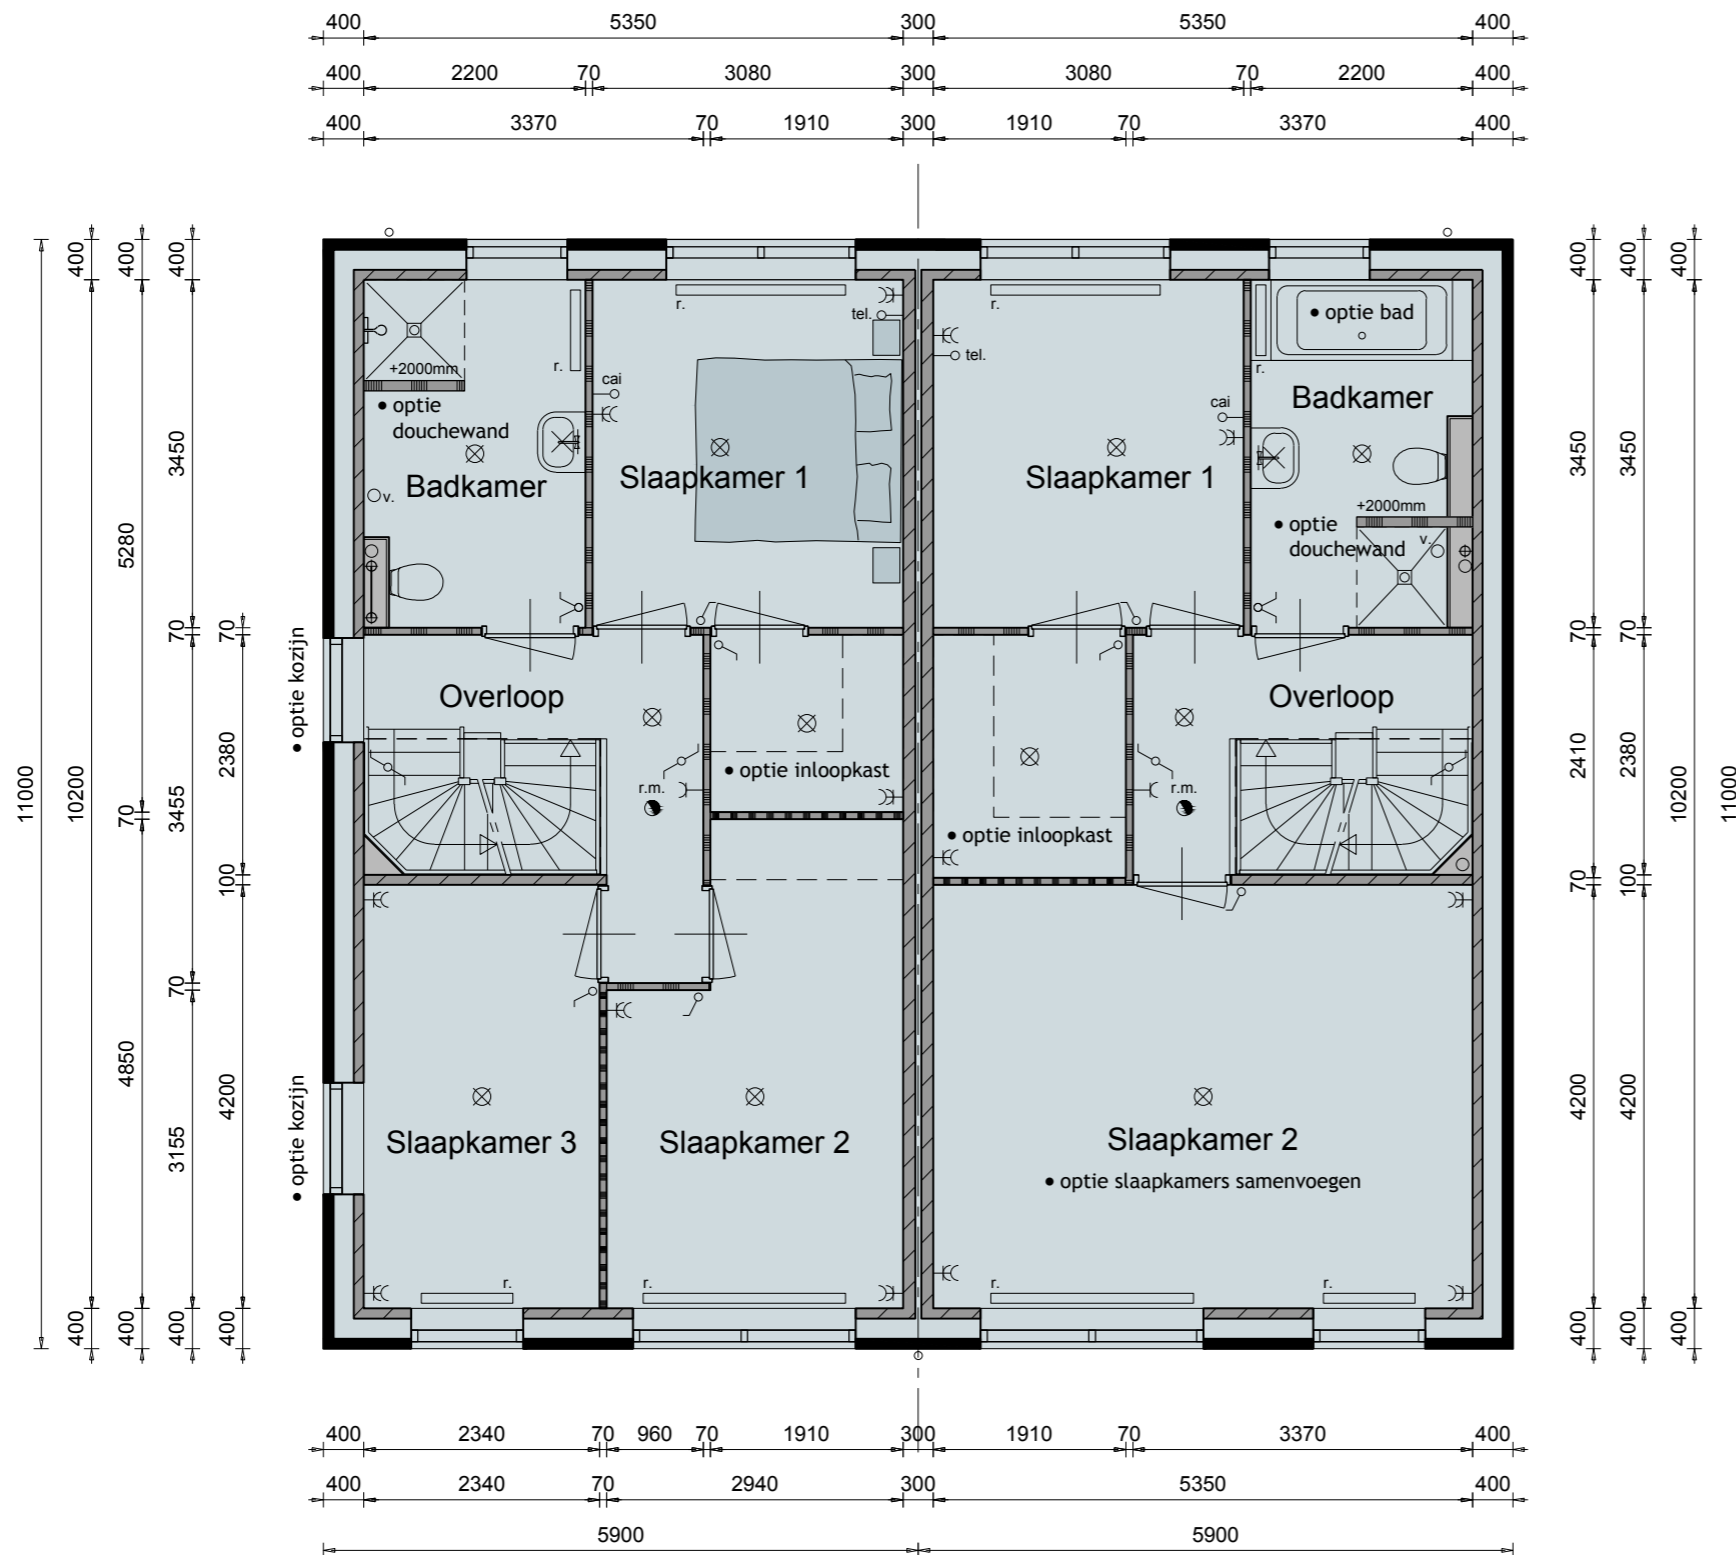 400 5350 300 5350 400
400 2200 70 3080 300 3080 70 2200 400
400 3370 70 1910 300 1910 70 3370 400
11000
400 10200 400
400 5280 70 4850 400
400 3450 70 3455 70 3155 400
70 2380 100 4200 400
• optie kozijn
• optie kozijn
+2000mm
• optie
douchewand
r.
Badkamer
v.
r.
tel.
cai
Slaapkamer 1
Overloop
r.m.
• optie inloopkast
Slaapkamer 3
r.
Slaapkamer 2
r.
r.
tel.
cai
Slaapkamer 1
• optie bad
r.
Badkamer
+2000mm
• optie
douchewand
v.
Overloop
r.m.
• optie inloopkast
Slaapkamer 2
• optie slaapkamers samenvoegen
r.
r.
400 3450 70 2410 70 4200 400
400 3450 70 2380 100 4200 400
400 10200 400
11000
400 2340 70 960 70 1910 300 1910 70 3370 400
400 2340 70 2940 300 5350 400
5900 5900